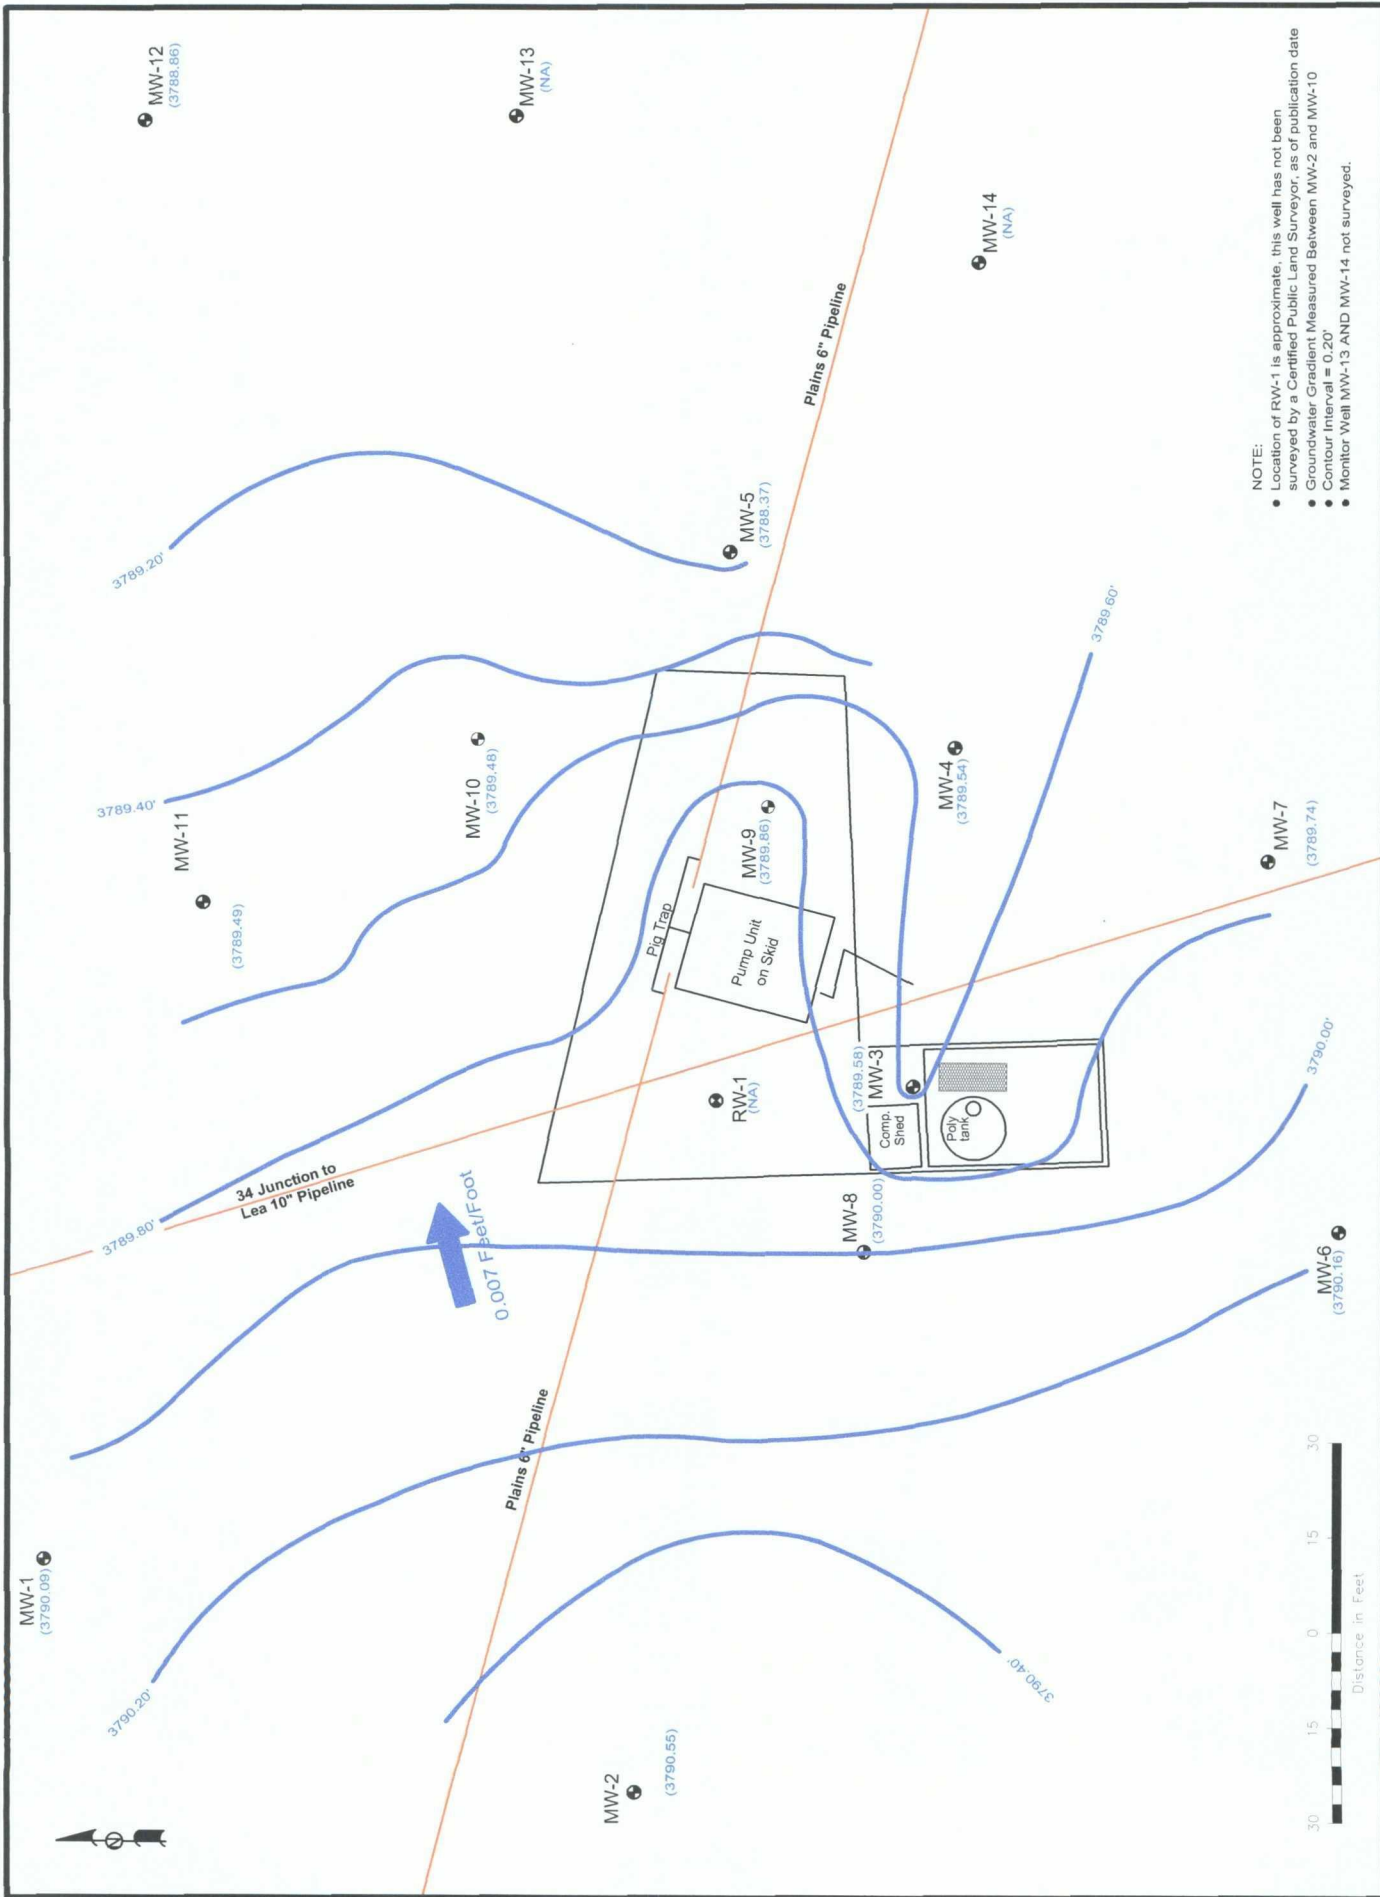 MW-1
(3790.09)
MW-12
(3788.86)
3790.20'
3789.80'
3789.40'
3789.20'
MW-11
(3789.49)
MW-13
(NA)
N
34 Junction to
Lea 10" Pipeline
0.007 Feet/Foot
MW-10
(3789.48)
Plains 6" Pipeline
MW-2
(3790.55)
Pig Trap
Pump Unit
on Skid
RW-1
(NA)
MW-9
(3789.86)
MW-5
(3788.37)
Plains 6" Pipeline
MW-8
(3790.00)
(3789.58)
MW-3
Comp.
Shed
Poly
tank
MW-4
(3789.54)
MW-14
(NA)
3790.40'
3789.60'
MW-6
(3790.16)
3790.00'
MW-7
(3789.74)
NOTE:
• Location of RW-1 is approximate, this well has not been
surveyed by a Certified Public Land Surveyor, as of publication date
• Groundwater Gradient Measured Between MW-2 and MW-10
• Contour Interval = 0.20'
• Monitor Well MW-13 AND MW-14 not surveyed.
30 15 0 15 30
Distance in Feet